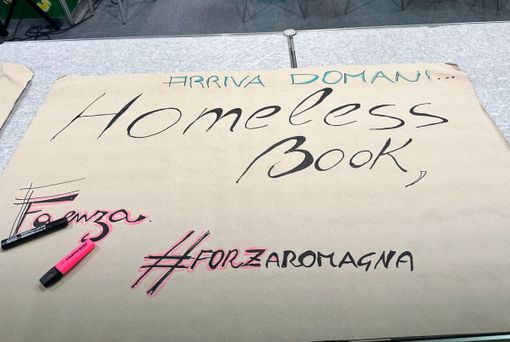 ARRIVA DOMANI...
Homeless
Book,
Faenza.
#FORZAROMAGNA